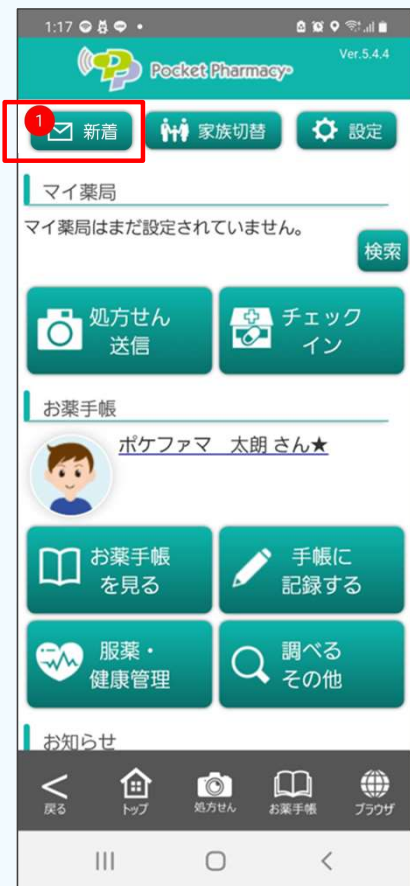 1:17
Pocket Pharmacy®
Ver.5.4.4
1
新着
家族切替
設定
マイ薬局
マイ薬局はまだ設定されていません。
検索
処方せん
送信
チェック
イン
お薬手帳
ポケファマ 太朗 さん★
お薬手帳
を見る
手帳に
記録する
服薬・
健康管理
調べる
その他
お知らせ
戻る
トップ
処方せん
お薬手帳
ブラウザ